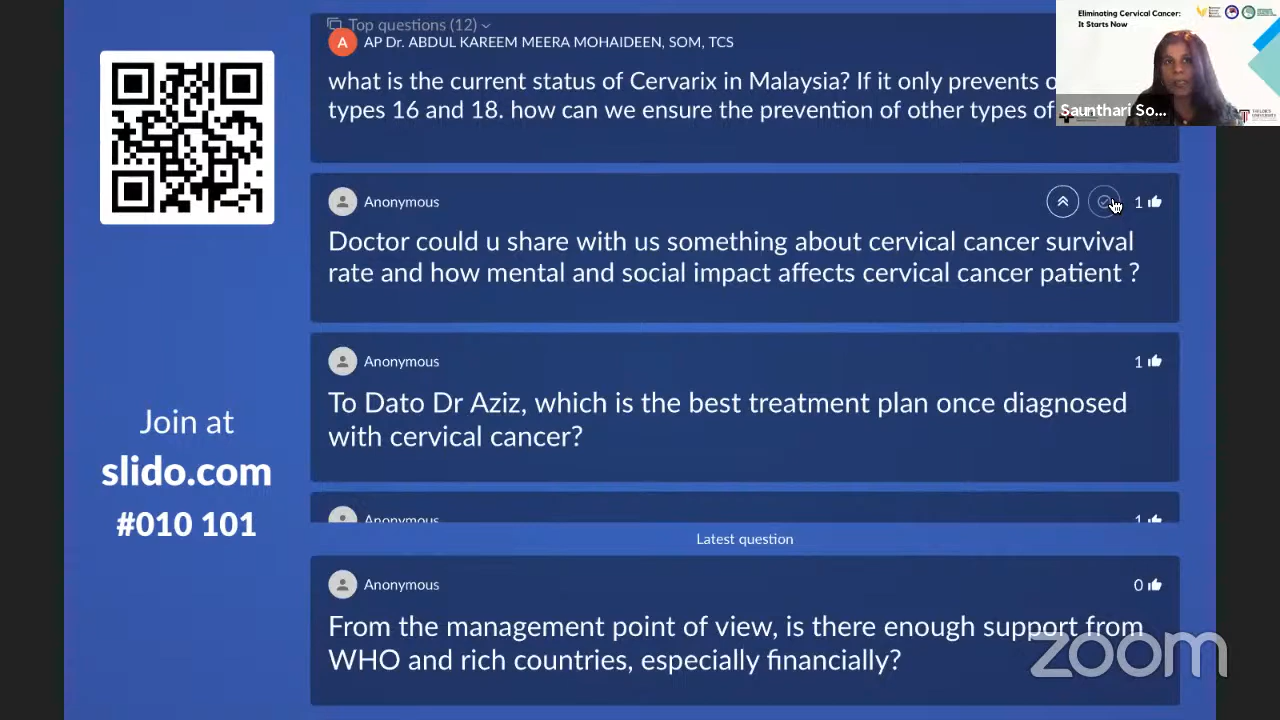 Top questions (12)
A
AP Dr. ABDUL KAREEM MEERA MOHAIDEEN, SOM, TCS
what is the current status of Cervarix in Malaysia? If it only prevents
types 16 and 18. how can we ensure the prevention of other types of
Eliminating Cervical Cancer:
It Starts Now
Saunthari So...
Anonymous
1
Doctor could u share with us something about cervical cancer survival
rate and how mental and social impact affects cervical cancer patient ?
Anonymous
1
To Dato Dr Aziz, which is the best treatment plan once diagnosed
with cervical cancer?
Anonymous
1
Join at
slido.com
#010 101
Latest question
Anonymous
0
From the management point of view, is there enough support from
WHO and rich countries, especially financially?
zoom